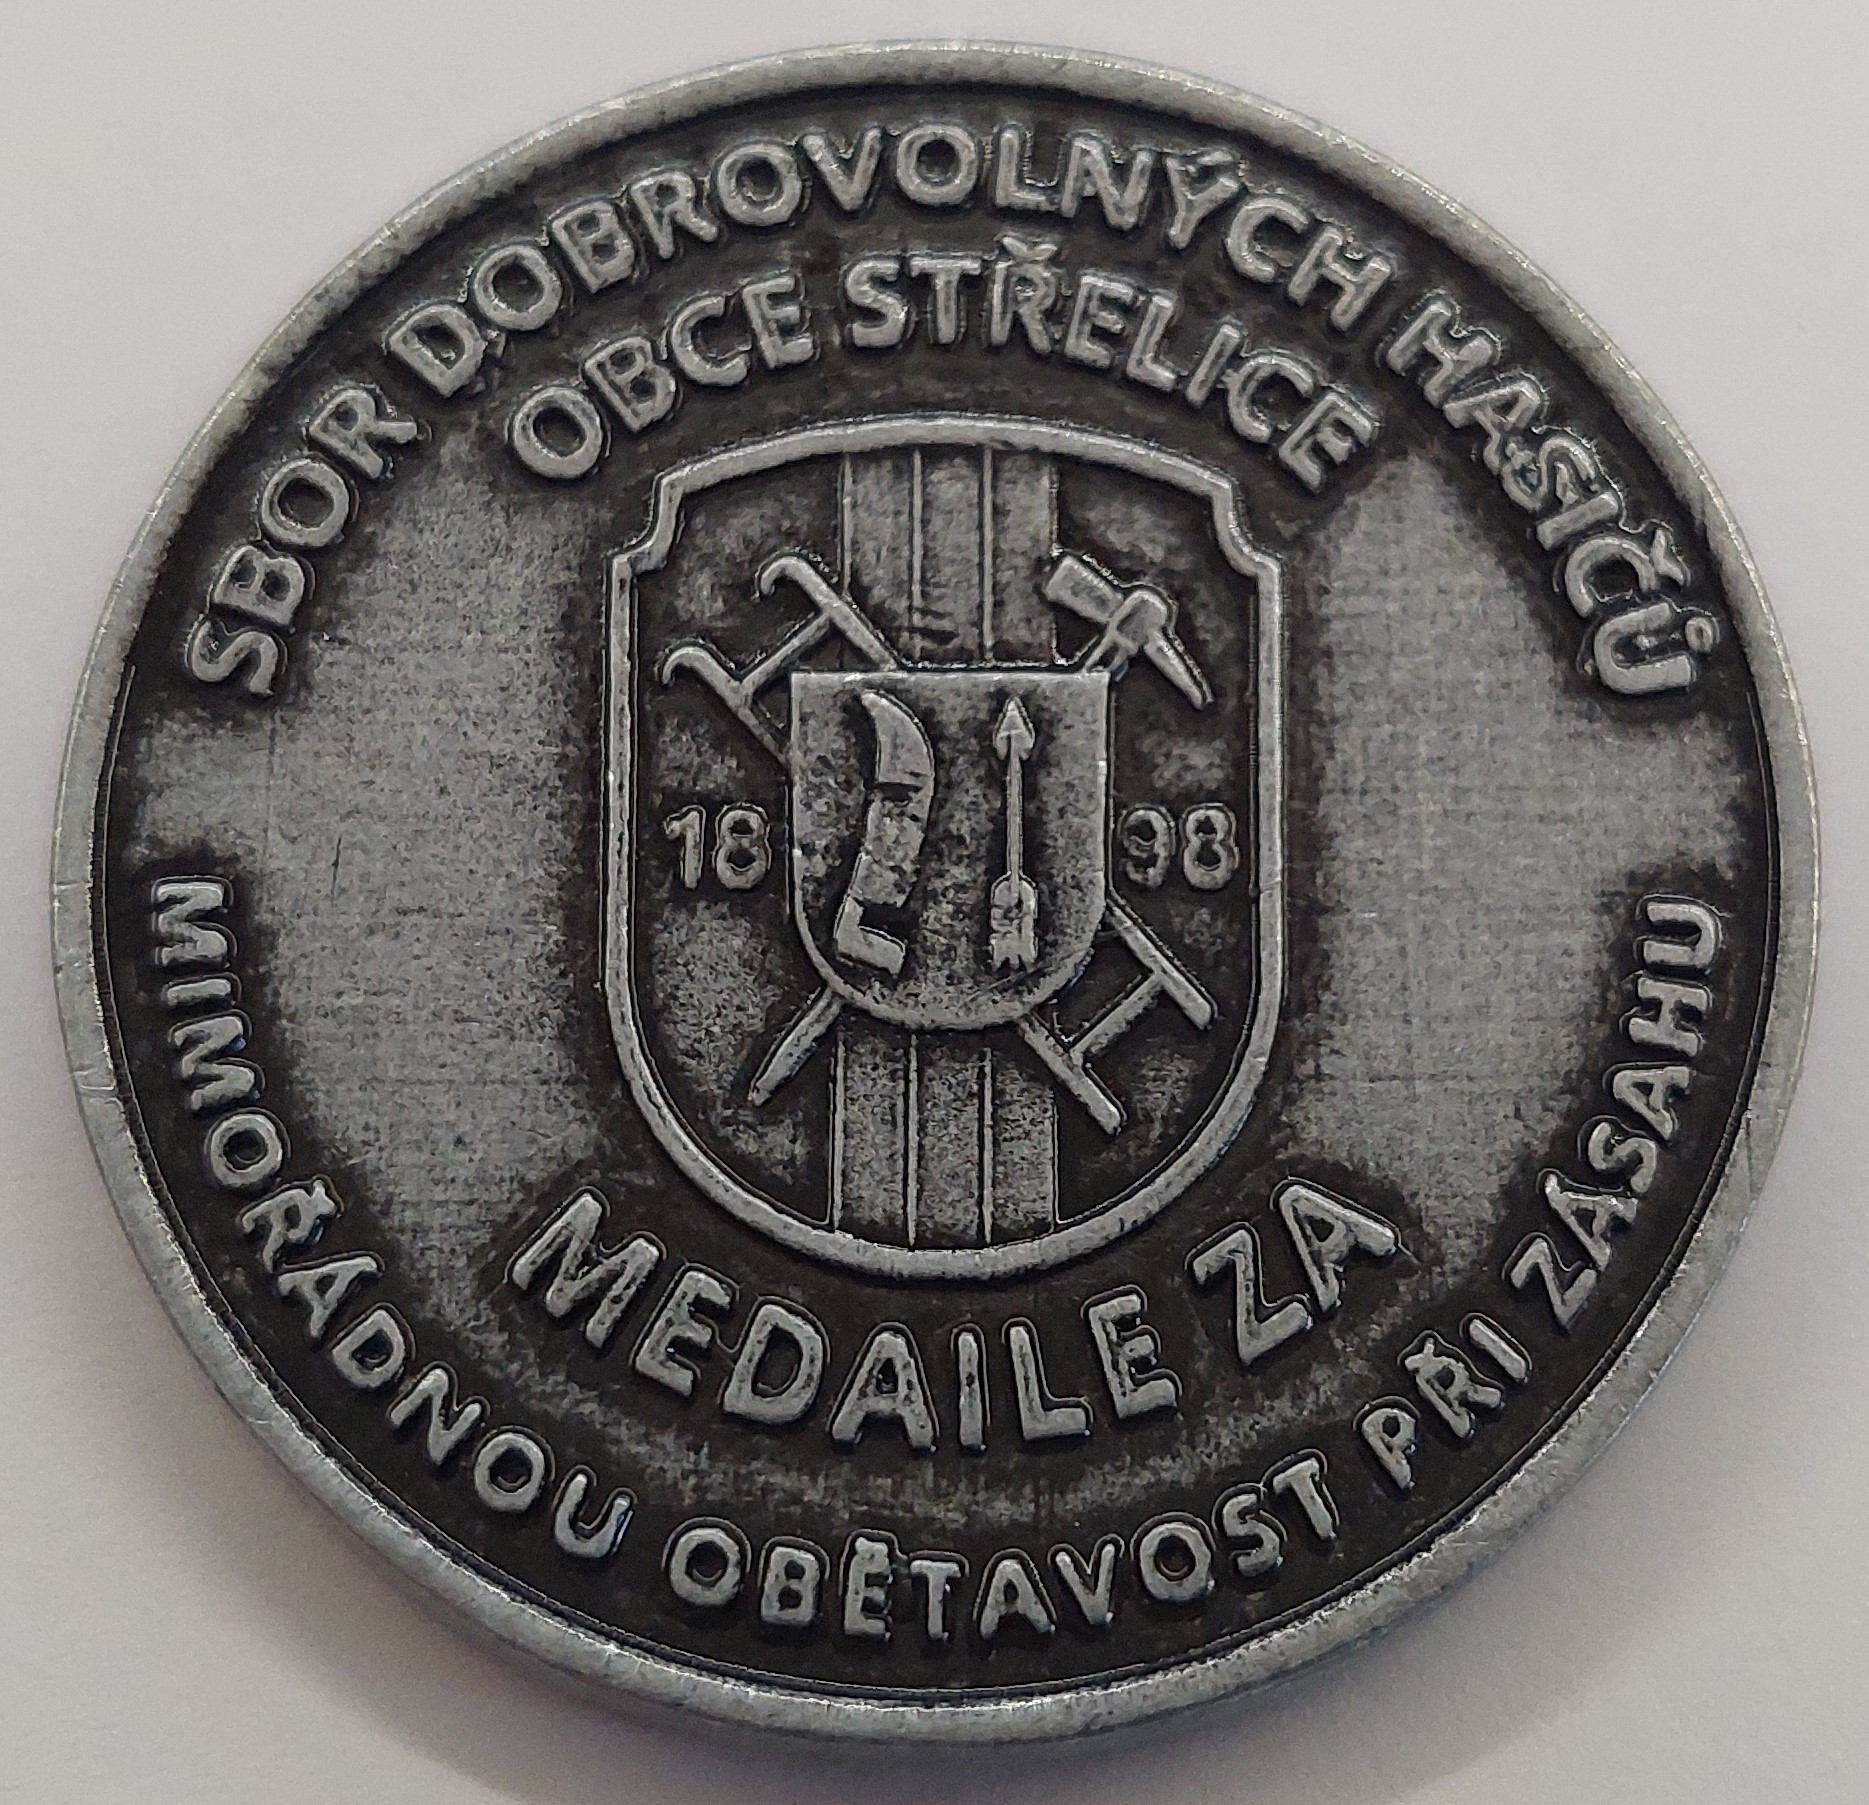 SBOR DOBROVOLNÝCH HASIČŮ
OBCE STŘELICE
18 98
MEDAILE ZA
MIMOŘÁDNOU OBĚTAVOST PŘI ZÁSAHU